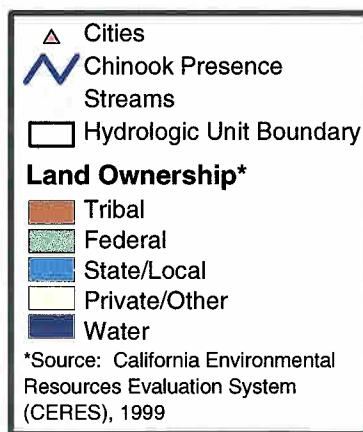 Cities
Chinook Presence
Streams
Hydrologic Unit Boundary
Land Ownership*
Tribal
Federal
State/Local
Private/Other
Water
*Source: California Environmental
Resources Evaluation System
(CERES), 1999